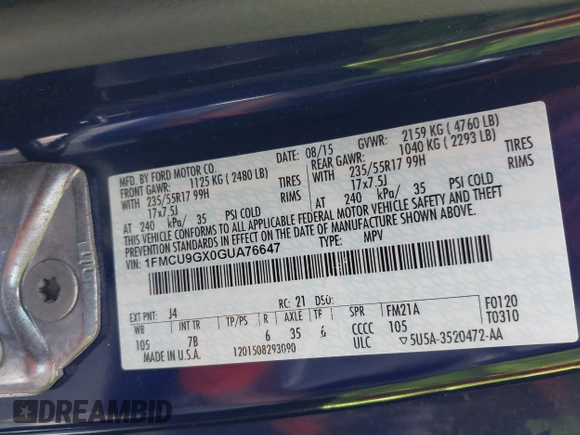 MFD. BY FORD MOTOR CO.
DATE: 08/15
GVWR: 2159 KG ( 4760 LB)
FRONT GAWR: 1125 KG ( 2480 LB)
REAR GAWR: 1040 KG ( 2293 LB)
WITH 235/55R17 99H TIRES
WITH 235/55R17 99H TIRES
17x7.5J RIMS
17x7.5J RIMS
AT 240 kPa/ 35 PSI COLD
AT 240 kPa/ 35 PSI COLD
THIS VEHICLE CONFORMS TO ALL APPLICABLE FEDERAL MOTOR VEHICLE SAFETY AND THEFT
PREVENTION STANDARDS IN EFFECT ON THE DATE OF MANUFACTURE SHOWN ABOVE.
1FMCU9GX0GUA76647 TYPE: MPV
EXT PNT: J4 RC: 21 DSO: FM21A F0120
WB INT TR TP/PS R AXLE TF SPR 105 T0310
105 7B 6 35 6 CCCC
MADE IN U.S.A. 1201508293090 ULC 5U5A-3520472-AA
DREAMBID